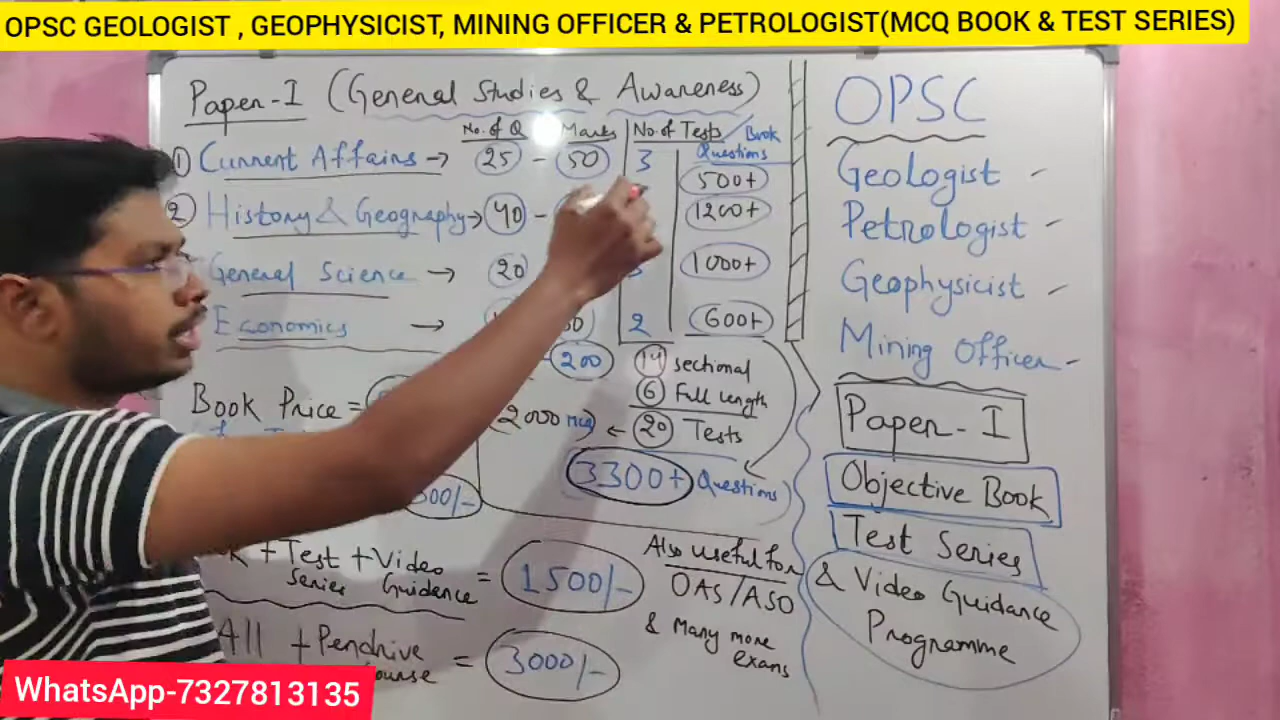 OPSC GEOLOGIST , GEOPHYSICIST, MINING OFFICER & PETROLOGIST(MCQ BOOK & TEST SERIES)
Paper-I (General Studies & Awareness)
No. of Q Marks No. of Tests / Book Questions
① Current Affairs → 25 - 50 3 500+
② History & Geography → 40 - 1200+
General Science → 20 1000+
Economics → 2 600+
200
14 sectional
6 Full length
2000 mcq ← 20 Tests
3300+ Questions
Book Price =
+ Test + Video
Series Guidance = 1500/-
All + Pendrive = 3000/-
Also useful for
OAS/ASO
& Many more
exams
OPSC
Geologist -
Petrologist -
Geophysicist -
Mining Officer -
Paper-I
Objective Book
Test Series
& Video Guidance
Programme
WhatsApp-7327813135